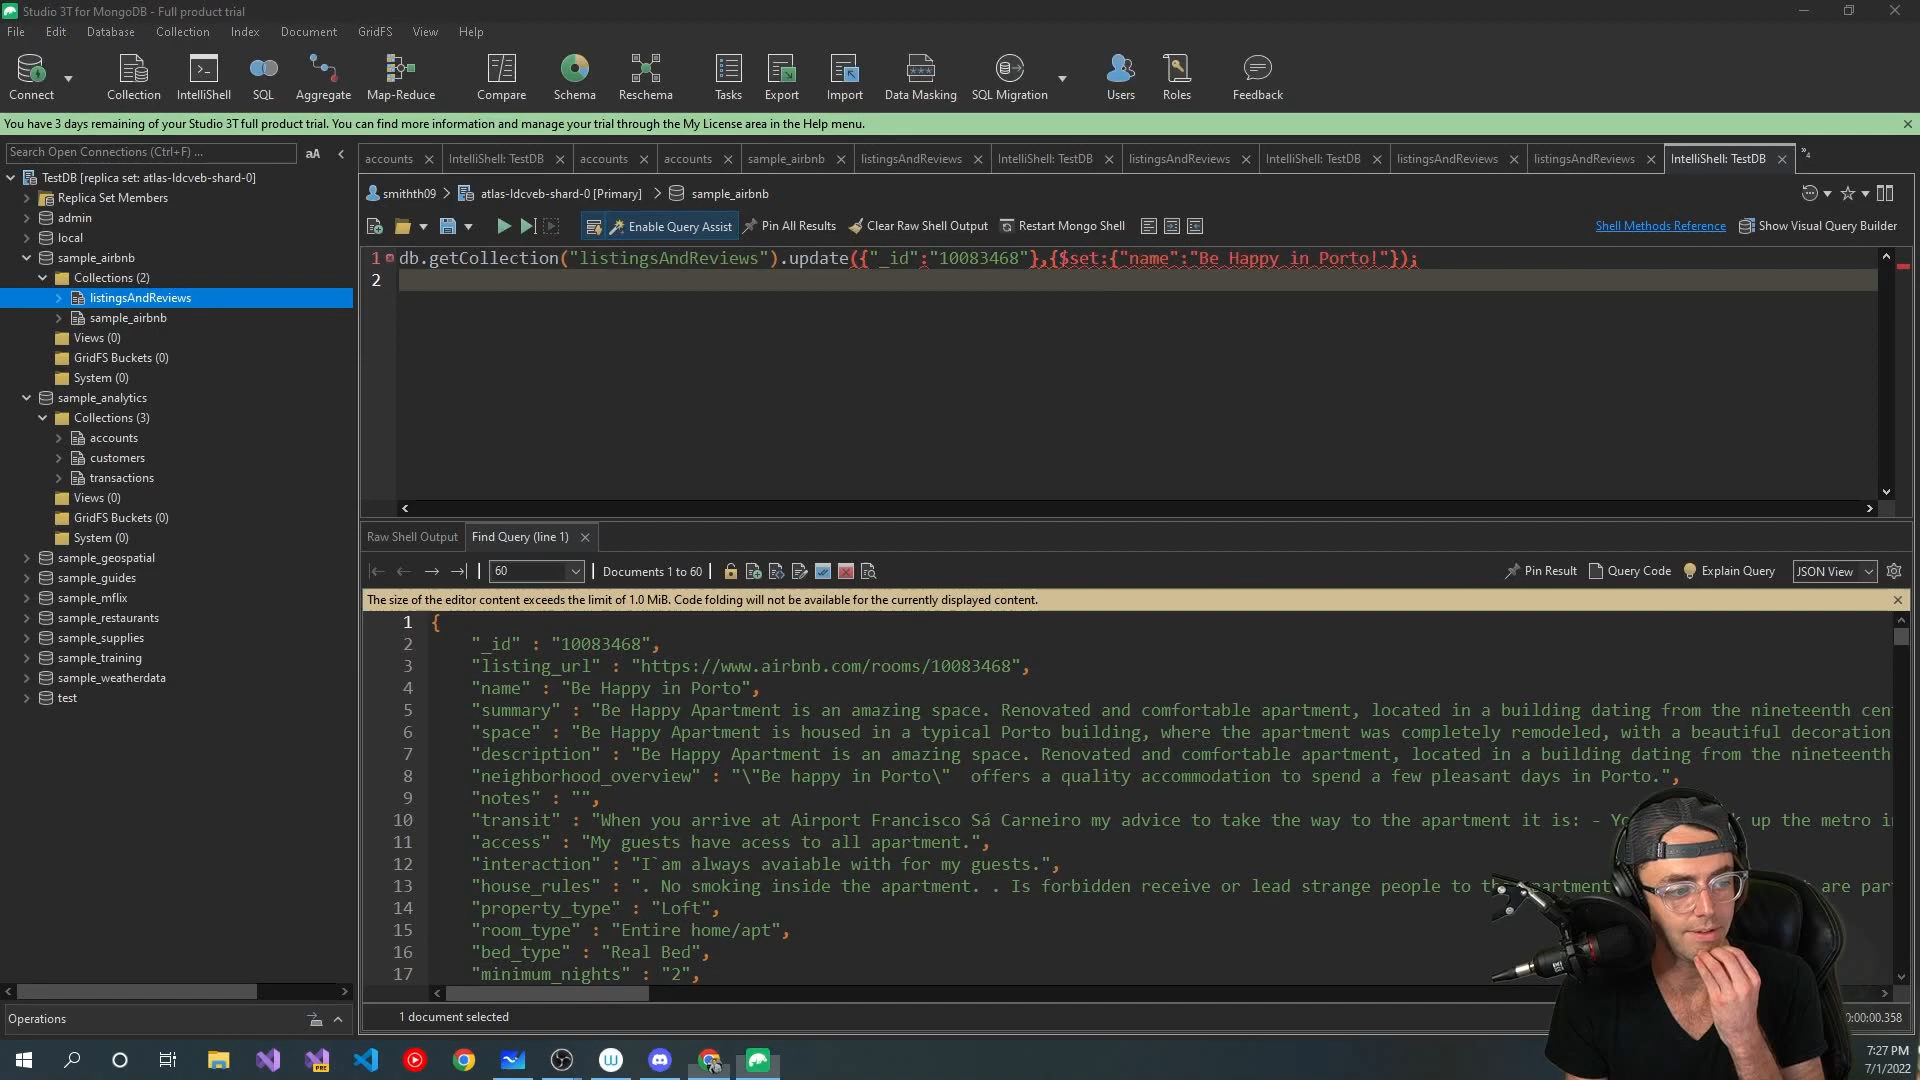 Studio 3T for MongoDB - Full product trial
File Edit Database Collection Index Document GridFS View Help
Connect Collection IntelliShell SQL Aggregate Map-Reduce Compare Schema Reschema Tasks Export Import Data Masking SQL Migration Users Roles Feedback
You have 3 days remaining of your Studio 3T full product trial. You can find more information and manage your trial through the My License area in the Help menu.
Search Open Connections (Ctrl+F) ... aA
TestDB [replica set: atlas-ldcveb-shard-0]
Replica Set Members
admin
local
sample_airbnb
Collections (2)
listingsAndReviews
sample_airbnb
Views (0)
GridFS Buckets (0)
System (0)
sample_analytics
Collections (3)
accounts
customers
transactions
Views (0)
GridFS Buckets (0)
System (0)
sample_geospatial
sample_guides
sample_mflix
sample_restaurants
sample_supplies
sample_training
sample_weatherdata
test
Operations
accounts IntelliShell: TestDB accounts accounts sample_airbnb listingsAndReviews IntelliShell: TestDB listingsAndReviews IntelliShell: TestDB listingsAndReviews listingsAndReviews IntelliShell: TestDB »4
smithth09 atlas-ldcveb-shard-0 [Primary] sample_airbnb
Enable Query Assist Pin All Results Clear Raw Shell Output Restart Mongo Shell Shell Methods Reference Show Visual Query Builder
1 db.getCollection("listingsAndReviews").update({"_id":"10083468"},{$set:{"name":"Be Happy in Porto!"});
2
Raw Shell Output Find Query (line 1)
60 Documents 1 to 60 Pin Result Query Code Explain Query JSON View
The size of the editor content exceeds the limit of 1.0 MiB. Code folding will not be available for the currently displayed content.
1 {
2 "_id" : "10083468",
3 "listing_url" : "https://www.airbnb.com/rooms/10083468",
4 "name" : "Be Happy in Porto",
5 "summary" : "Be Happy Apartment is an amazing space. Renovated and comfortable apartment, located in a building dating from the nineteenth cen
6 "space" : "Be Happy Apartment is housed in a typical Porto building, where the apartment was completely remodeled, with a beautiful decoration
7 "description" : "Be Happy Apartment is an amazing space. Renovated and comfortable apartment, located in a building dating from the nineteenth
8 "neighborhood_overview" : "\"Be happy in Porto\"  offers a quality accommodation to spend a few pleasant days in Porto.",
9 "notes" : "",
10 "transit" : "When you arrive at Airport Francisco Sá Carneiro my advice to take the way to the apartment it is: - Yo k up the metro i
11 "access" : "My guests have acess to all apartment.",
12 "interaction" : "I`am always avaiable with for my guests.",
13 "house_rules" : ". No smoking inside the apartment. . Is forbidden receive or lead strange people to th partment are par
14 "property_type" : "Loft",
15 "room_type" : "Entire home/apt",
16 "bed_type" : "Real Bed",
17 "minimum_nights" : "2",
1 document selected 0:00:00.358
7:27 PM
7/1/2022